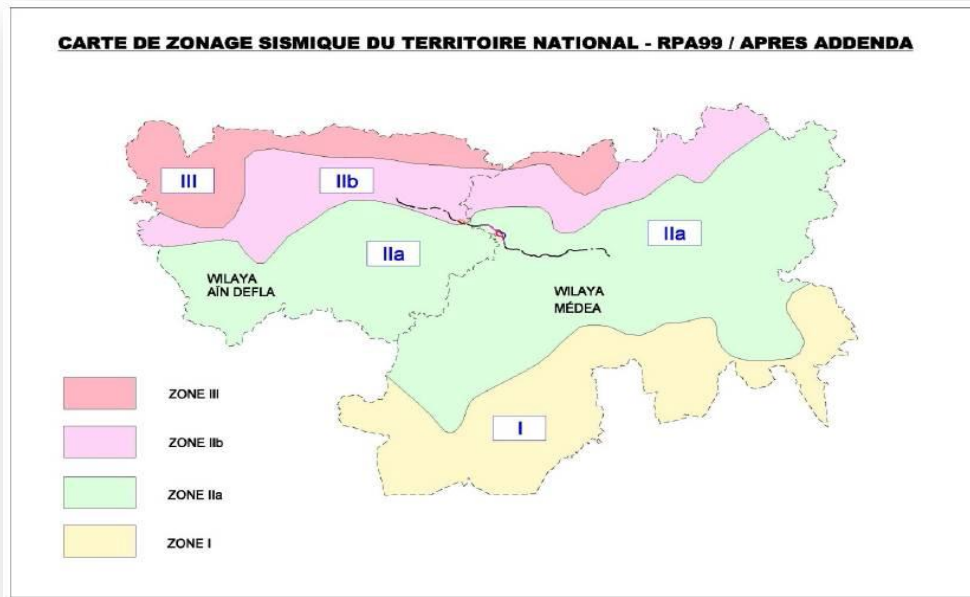 CARTE DE ZONAGE SISMIQUE DU TERRITOIRE NATIONAL - RPA99 / APRES ADDENDA
III
IIb
IIa
IIa
WILAYA
AÏN DEFLA
WILAYA
MÉDEA
I
ZONE III
ZONE IIb
ZONE IIa
ZONE I